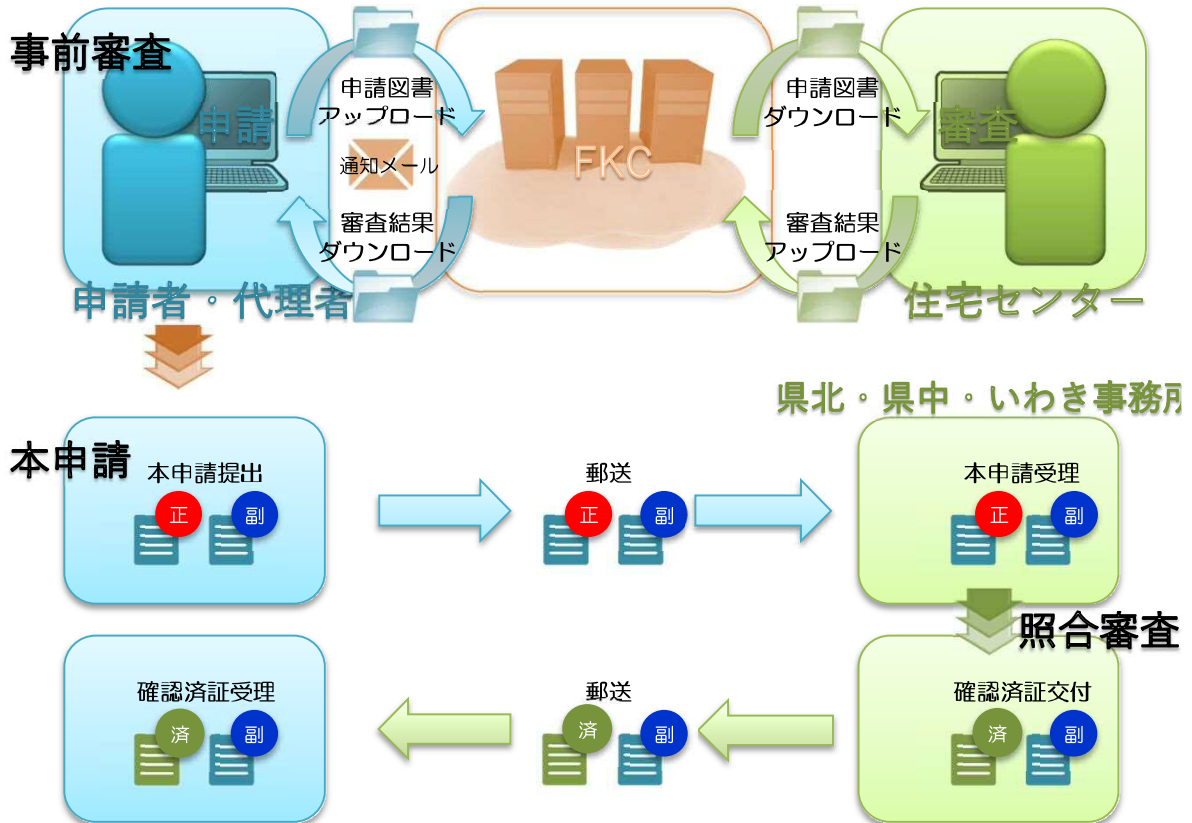 事前審査
申請
申請図書
アップロード
通知メール
審査結果
ダウンロード
FKC
申請図書
ダウンロード
審査結果
アップロード
審査
申請者・代理者
住宅センター
県北・県中・いわき事務所
本申請
本申請提出
正
副
郵送
正
副
本申請受理
正
副
照合審査
確認済証受理
済
副
郵送
済
副
確認済証交付
済
副